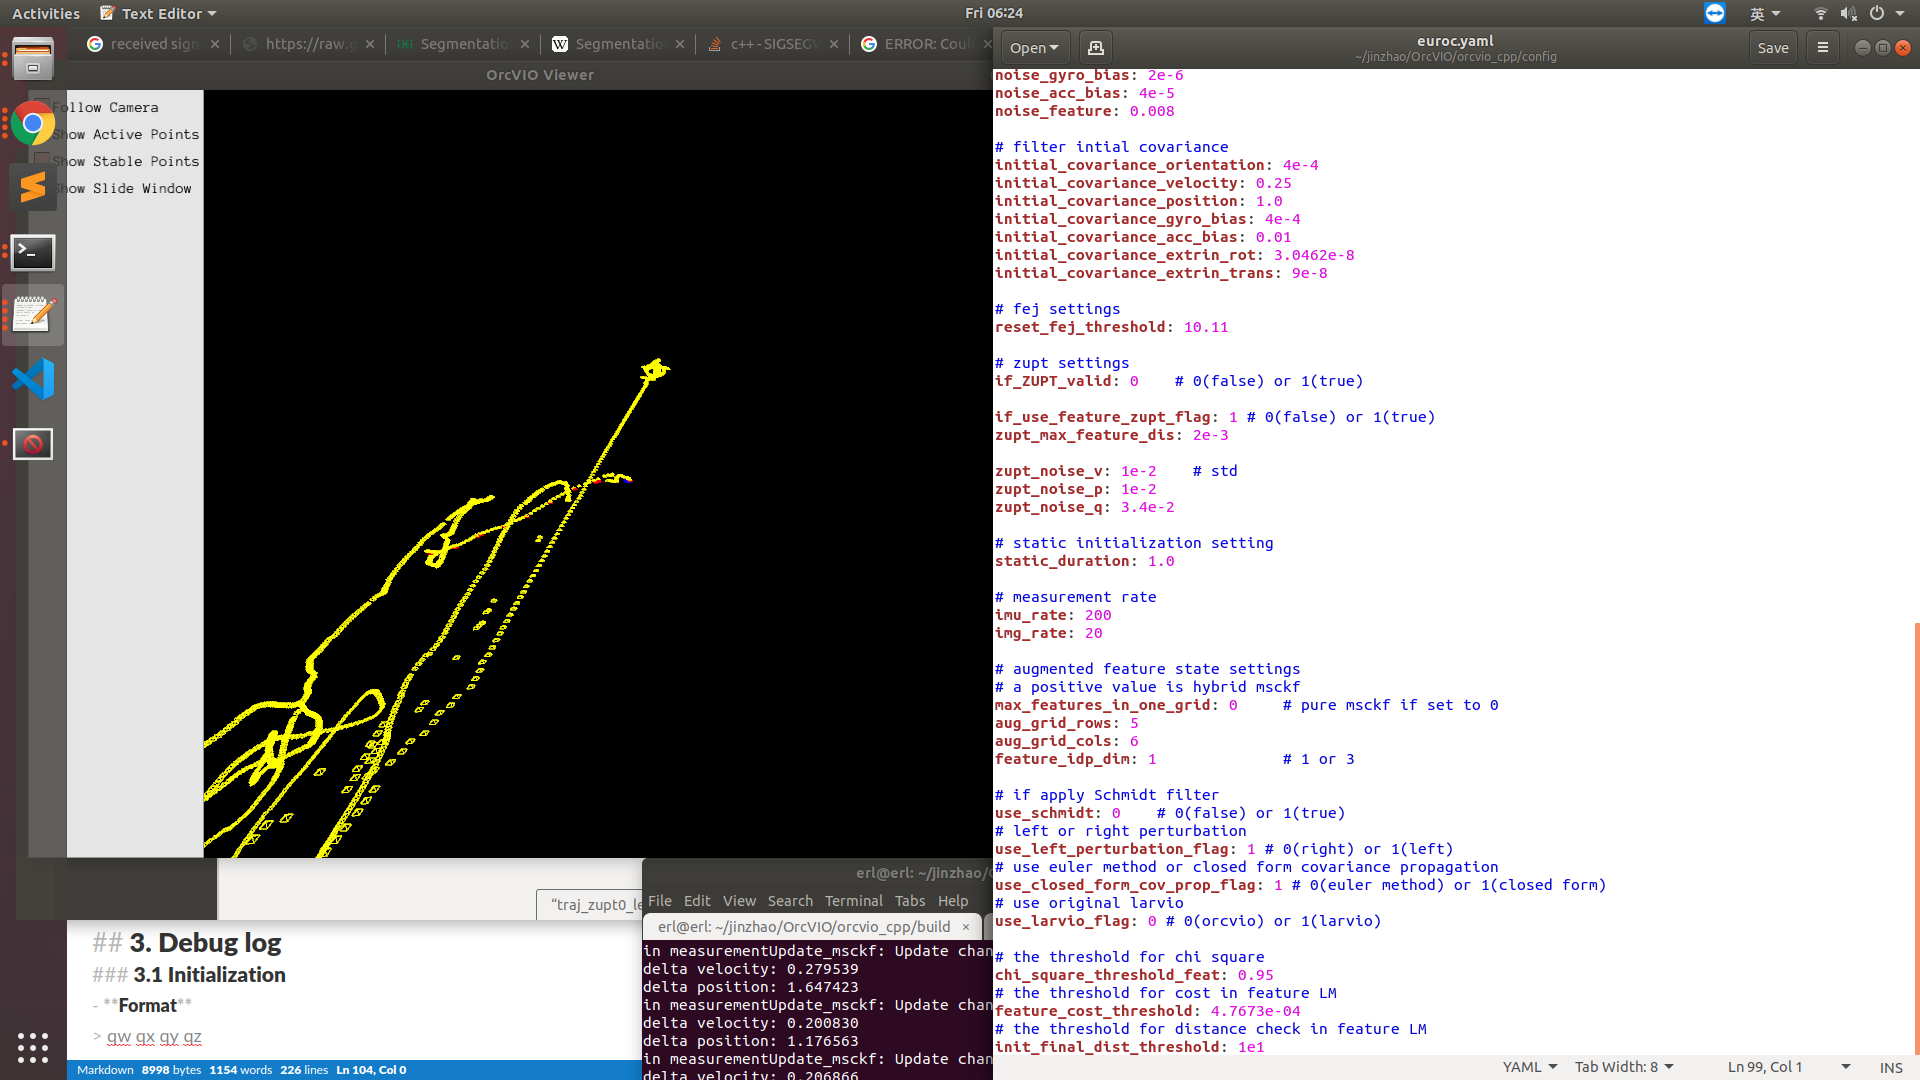 Activities
Text Editor
Fri 06:24
英
received sign
https://raw.g
Segmentatio
Segmentatio
c++ - SIGSEGV
ERROR: Coul
OrcVIO Viewer
Follow Camera
Show Active Points
Show Stable Points
Show Slide Window
Open
euroc.yaml
~/jinzhao/OrcVIO/orcvio_cpp/config
Save
noise_gyro_bias: 2e-6
noise_acc_bias: 4e-5
noise_feature: 0.008
# filter intial covariance
initial_covariance_orientation: 4e-4
initial_covariance_velocity: 0.25
initial_covariance_position: 1.0
initial_covariance_gyro_bias: 4e-4
initial_covariance_acc_bias: 0.01
initial_covariance_extrin_rot: 3.0462e-8
initial_covariance_extrin_trans: 9e-8
# fej settings
reset_fej_threshold: 10.11
# zupt settings
if_ZUPT_valid: 0    # 0(false) or 1(true)
if_use_feature_zupt_flag: 1 # 0(false) or 1(true)
zupt_max_feature_dis: 2e-3
zupt_noise_v: 1e-2    # std
zupt_noise_p: 1e-2
zupt_noise_q: 3.4e-2
# static initialization setting
static_duration: 1.0
# measurement rate
imu_rate: 200
img_rate: 20
# augmented feature state settings
# a positive value is hybrid msckf
max_features_in_one_grid: 0     # pure msckf if set to 0
aug_grid_rows: 5
aug_grid_cols: 6
feature_idp_dim: 1              # 1 or 3
# if apply Schmidt filter
use_schmidt: 0    # 0(false) or 1(true)
# left or right perturbation
use_left_perturbation_flag: 1 # 0(right) or 1(left)
# use euler method or closed form covariance propagation
use_closed_form_cov_prop_flag: 1 # 0(euler method) or 1(closed form)
# use original larvio
use_larvio_flag: 0 # 0(orcvio) or 1(larvio)
# the threshold for chi square
chi_square_threshold_feat: 0.95
# the threshold for cost in feature LM
feature_cost_threshold: 4.7673e-04
# the threshold for distance check in feature LM
init_final_dist_threshold: 1e1
YAML
Tab Width: 8
Ln 99, Col 1
INS
"traj_zupt0_le
## 3. Debug log
### 3.1 Initialization
- **Format**
> qw qx qy qz
Markdown 8998 bytes 1154 words 226 lines Ln 104, Col 0
erl@erl: ~/jinzhao/O
File Edit View Search Terminal Tabs Help
erl@erl: ~/jinzhao/OrcVIO/orcvio_cpp/build
in measurementUpdate_msckf: Update chan
delta velocity: 0.279539
delta position: 1.647423
in measurementUpdate_msckf: Update chan
delta velocity: 0.200830
delta position: 1.176563
in measurementUpdate_msckf: Update chan
delta velocity: 0.206866